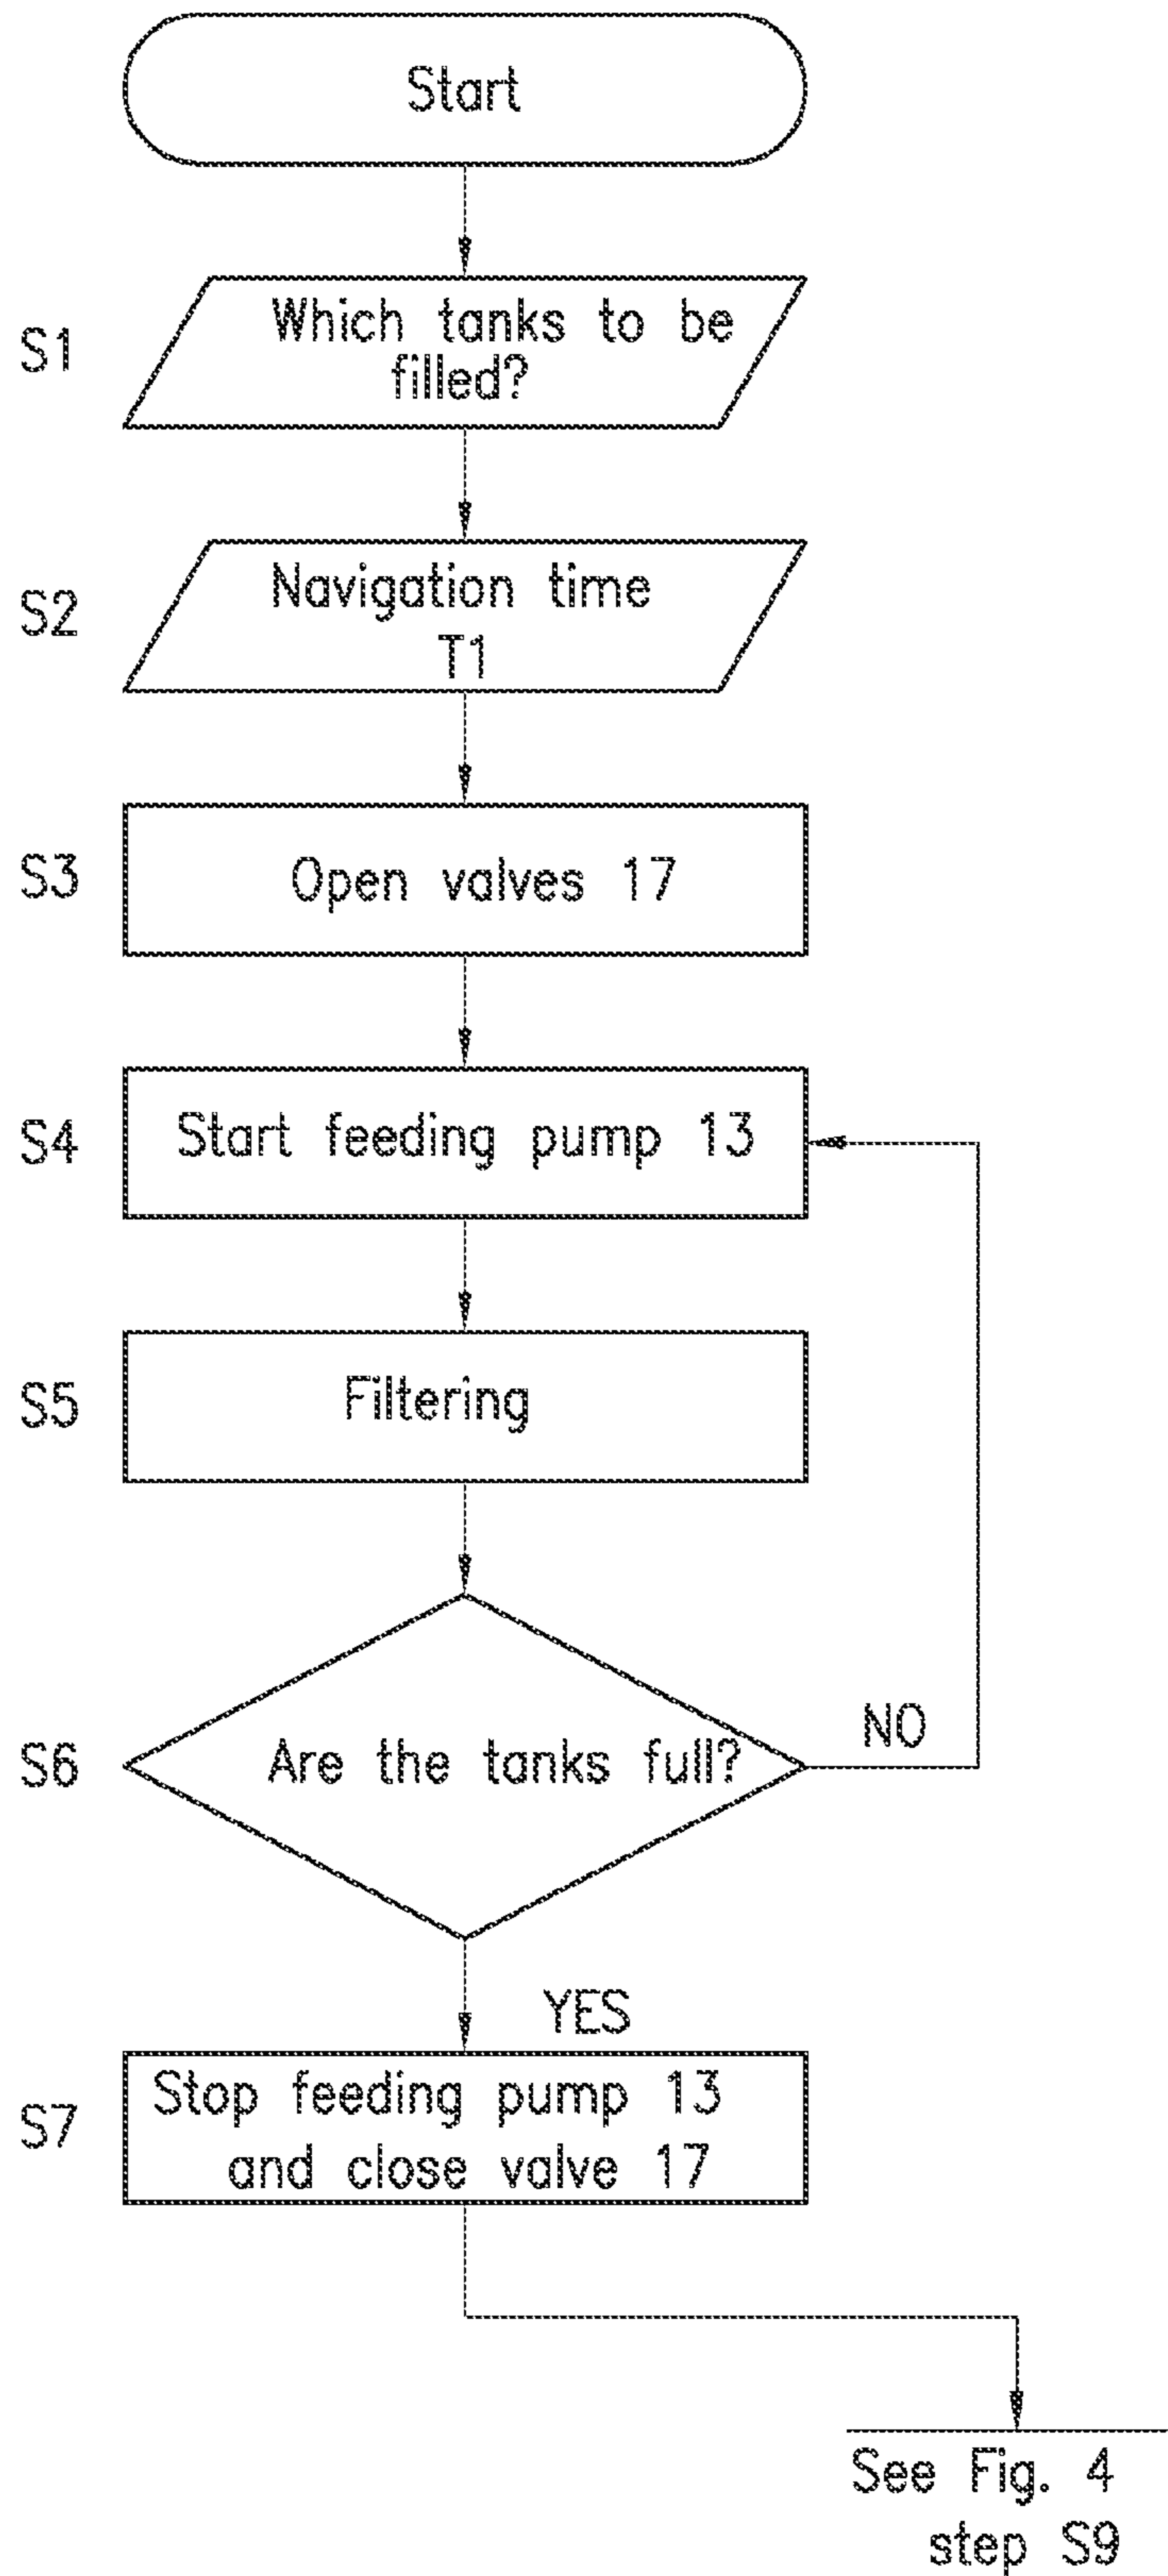 Start
S1
Which tanks to be
filled?
S2
Navigation time
T1
S3
Open valves 17
S4
Start feeding pump 13
S5
Filtering
S6
Are the tanks full?
NO
YES
S7
Stop feeding pump 13
and close valve 17
See Fig. 4
step S9